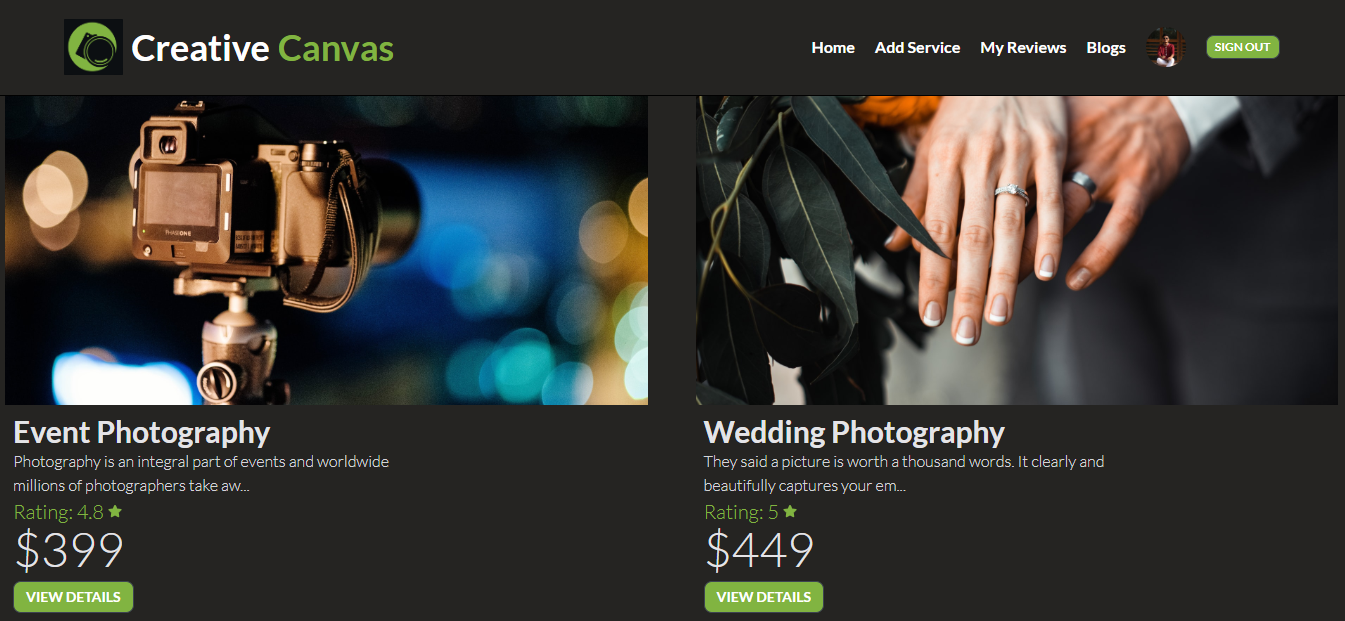 Creative Canvas
Home
Add Service
My Reviews
Blogs
SIGN OUT
PHASEONE
Event Photography
Photography is an integral part of events and worldwide
millions of photographers take aw...
Rating: 4.8
$399
VIEW DETAILS
Wedding Photography
They said a picture is worth a thousand words. It clearly and
beautifully captures your em...
Rating: 5
$449
VIEW DETAILS